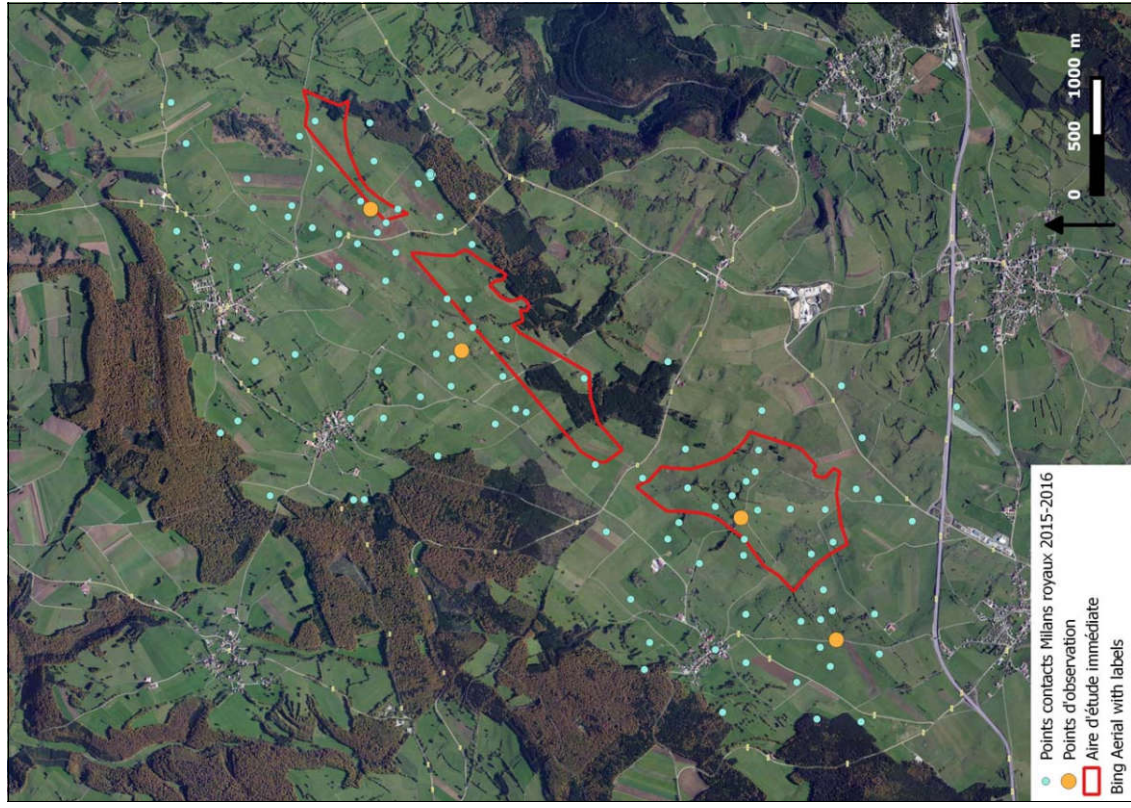 0
500
1000 m
Points contacts Milans royaux 2015-2016
Points d'observation
Aire d'étude immédiate
Bing Aerial with labels